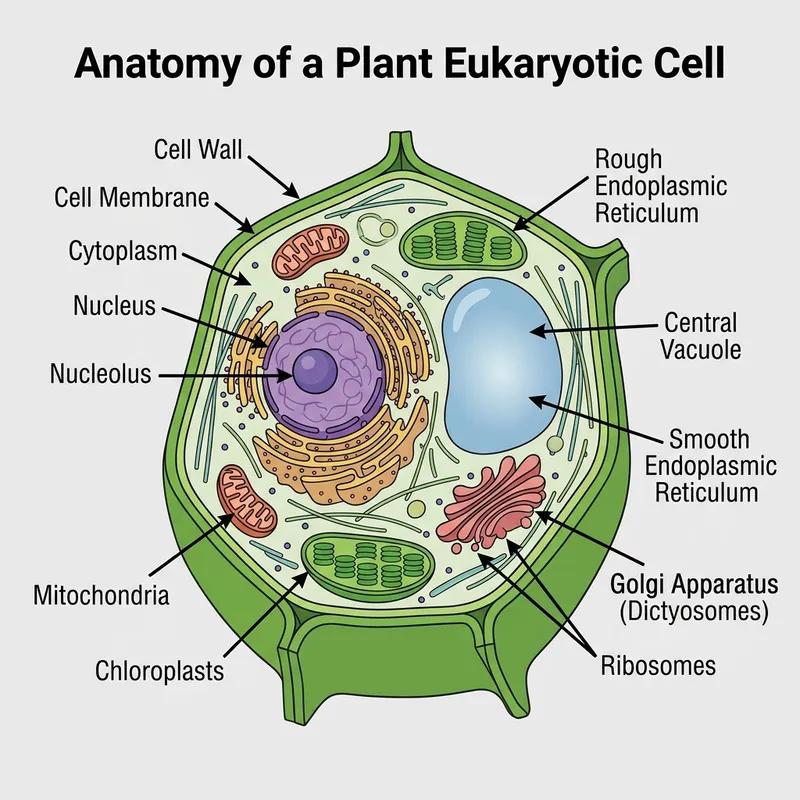 Anatomy of a Plant Eukaryotic Cell
Cell Wall
Cell Membrane
Cytoplasm
Nucleus
Nucleolus
Mitochondria
Chloroplasts
Rough
Endoplasmic
Reticulum
Central
Vacuole
Smooth
Endoplasmic
Reticulum
Golgi Apparatus
(Dictyosomes)
Ribosomes